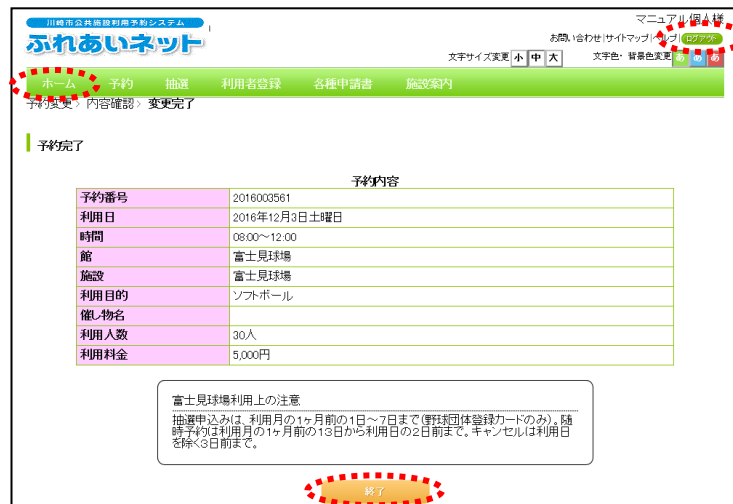 川崎市公共施設利用予約システム
ふれあいネット
マニュアル個人様
お問い合わせ|サイトマップ|ヘルプ|ログアウト
文字サイズ変更 小 中 大 文字色・背景色変更 あ あ あ
ホーム 予約 抽選 利用者登録 各種申請書 施設案内
予約変更> 内容確認> 変更完了
予約完了
予約内容
予約番号 2016003561
利用日 2016年12月3日土曜日
時間 08:00～12:00
館 富士見球場
施設 富士見球場
利用目的 ソフトボール
催し物名
利用人数 30人
利用料金 5,000円
富士見球場利用上の注意
抽選申込みは、利用月の1ヶ月前の1日～7日まで(野球団体登録カードのみ)。随
時予約は利用月の1ヶ月前の13日から利用日の2日前まで。キャンセルは利用日
を除く3日前まで。
終了